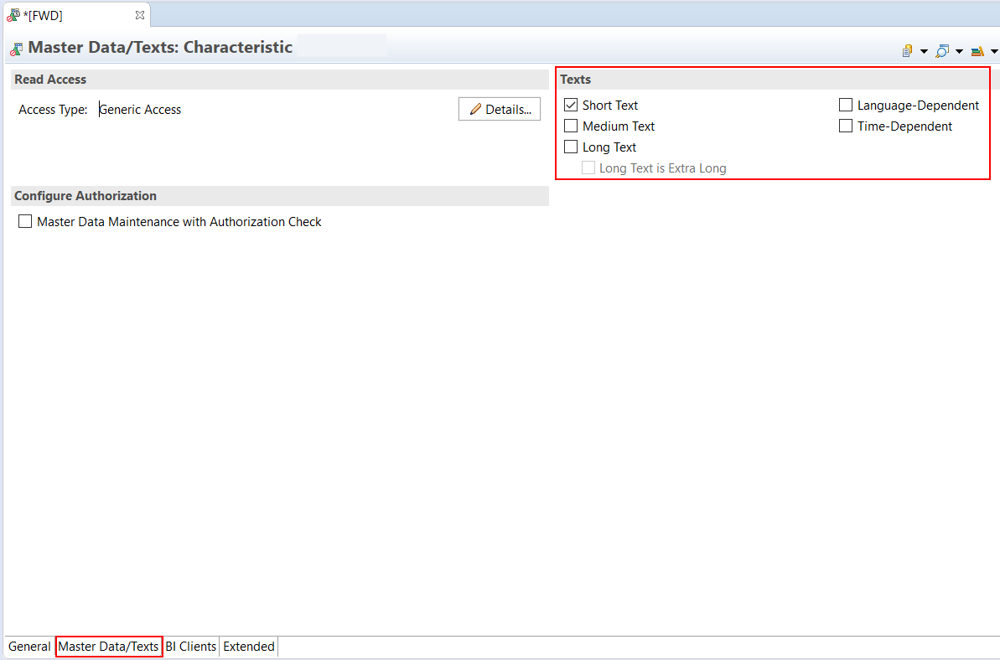 *[FWD]
Master Data/Texts: Characteristic
Read Access
Access Type: Generic Access
Details...
Texts
Short Text
Language-Dependent
Medium Text
Time-Dependent
Long Text
Long Text is Extra Long
Configure Authorization
Master Data Maintenance with Authorization Check
General Master Data/Texts BI Clients Extended